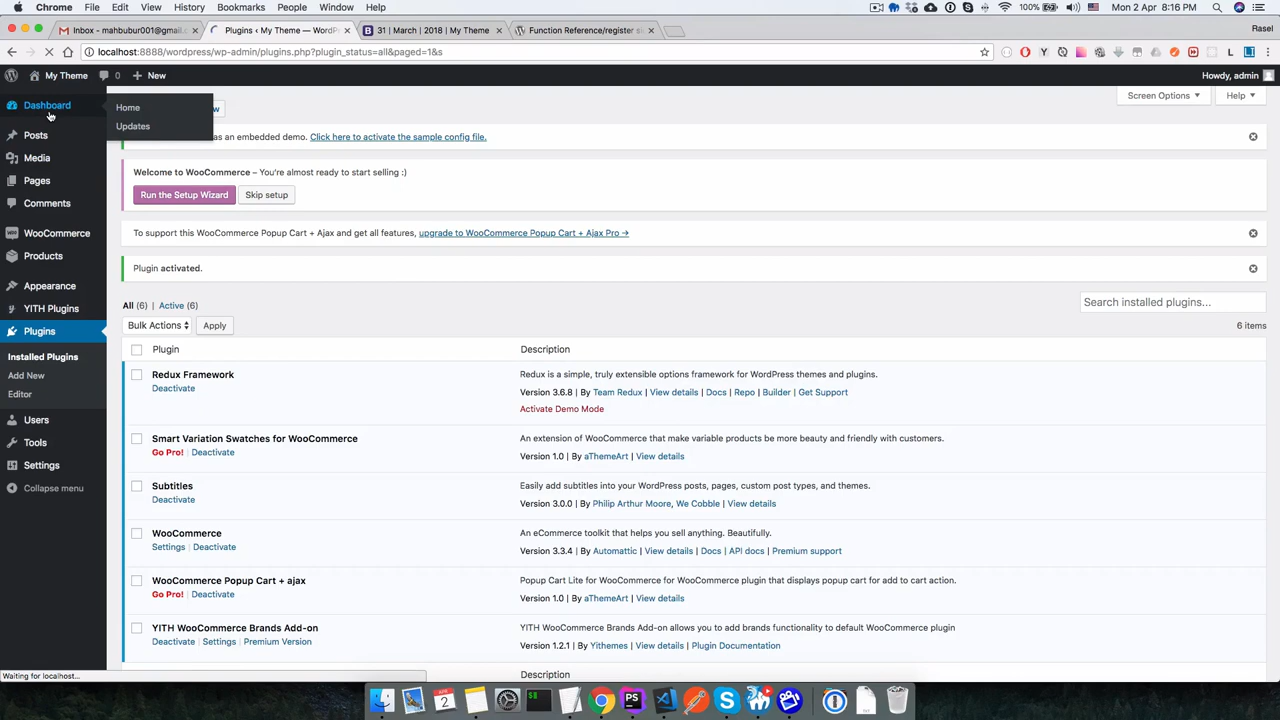 Chrome File Edit View History Bookmarks People Window Help
100% Mon 2 Apr 8:16 PM
Inbox - mahbubur001@gmail.c
Plugins ‹ My Theme — WordPr
31 | March | 2018 | My Theme
Function Reference/register s
Rasel
localhost:8888/wordpress/wp-admin/plugins.php?plugin_status=all&paged=1&s
My Theme 0 New
Howdy, admin
Dashboard
Home
Updates
Posts
Media
Pages
Comments
WooCommerce
Products
Appearance
YITH Plugins
Plugins
Installed Plugins
Add New
Editor
Users
Tools
Settings
Collapse menu
w
Screen Options
Help
as an embedded demo. Click here to activate the sample config file.
Welcome to WooCommerce – You're almost ready to start selling :)
Run the Setup Wizard
Skip setup
To support this WooCommerce Popup Cart + Ajax and get all features, upgrade to WooCommerce Popup Cart + Ajax Pro →
Plugin activated.
All (6) | Active (6)
Search installed plugins...
Bulk Actions
Apply
6 items
Plugin
Description
Redux Framework
Deactivate
Redux is a simple, truly extensible options framework for WordPress themes and plugins.
Version 3.6.8 | By Team Redux | View details | Docs | Repo | Builder | Get Support
Activate Demo Mode
Smart Variation Swatches for WooCommerce
Go Pro! | Deactivate
An extension of WooCommerce that make variable products be more beauty and friendly with customers.
Version 1.0 | By aThemeArt | View details
Subtitles
Deactivate
Easily add subtitles into your WordPress posts, pages, custom post types, and themes.
Version 3.0.0 | By Philip Arthur Moore, We Cobble | View details
WooCommerce
Settings | Deactivate
An eCommerce toolkit that helps you sell anything. Beautifully.
Version 3.3.4 | By Automattic | View details | Docs | API docs | Premium support
WooCommerce Popup Cart + ajax
Go Pro! | Deactivate
Popup Cart Lite for WooCommerce for WooCommerce plugin that displays popup cart for add to cart action.
Version 1.0 | By aThemeArt | View details
YITH WooCommerce Brands Add-on
Deactivate | Settings | Premium Version
YITH WooCommerce Brands Add-on allows you to add brands functionality to default WooCommerce plugin
Version 1.2.1 | By Yithemes | View details | Plugin Documentation
Description
Waiting for localhost...